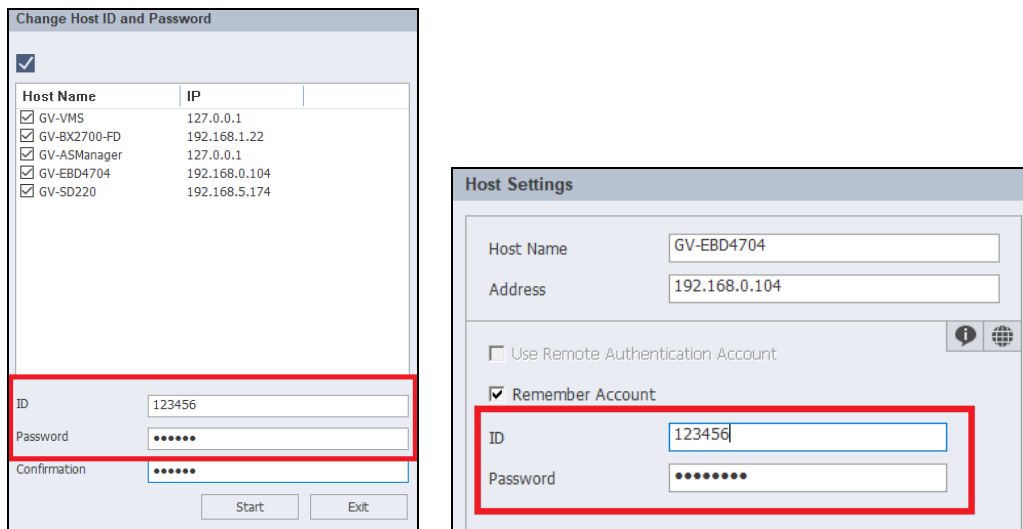 Change Host ID and Password
Host Name IP
GV-VMS 127.0.0.1
GV-BX2700-FD 192.168.1.22
GV-ASManager 127.0.0.1
GV-EBD4704 192.168.0.104
GV-SD220 192.168.5.174
ID 123456
Password ••••••
Confirmation ••••••
Start Exit
Host Settings
Host Name GV-EBD4704
Address 192.168.0.104
Use Remote Authentication Account
Remember Account
ID 123456
Password ••••••••